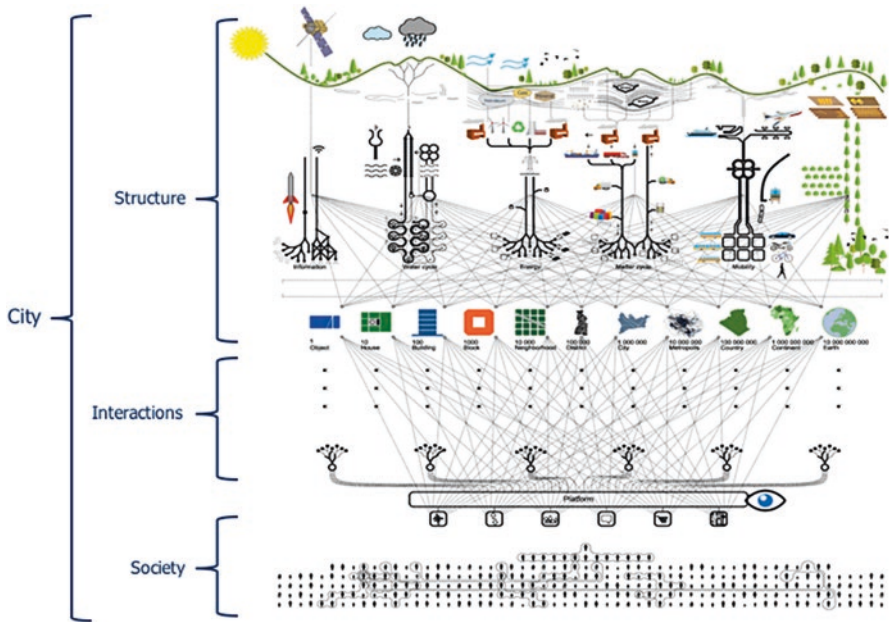 City
Structure
Interactions
Society
Information
Water cycle
Energy
Matter cycle
Mobility
1
Object
10
House
100
Building
1000
Block
10 000
Neighborhood
100 000
District
1 000 000
City
10 000 000
Metropolis
100 000 000
Country
1 000 000 000
Continent
10 000 000 000
Earth
Platform